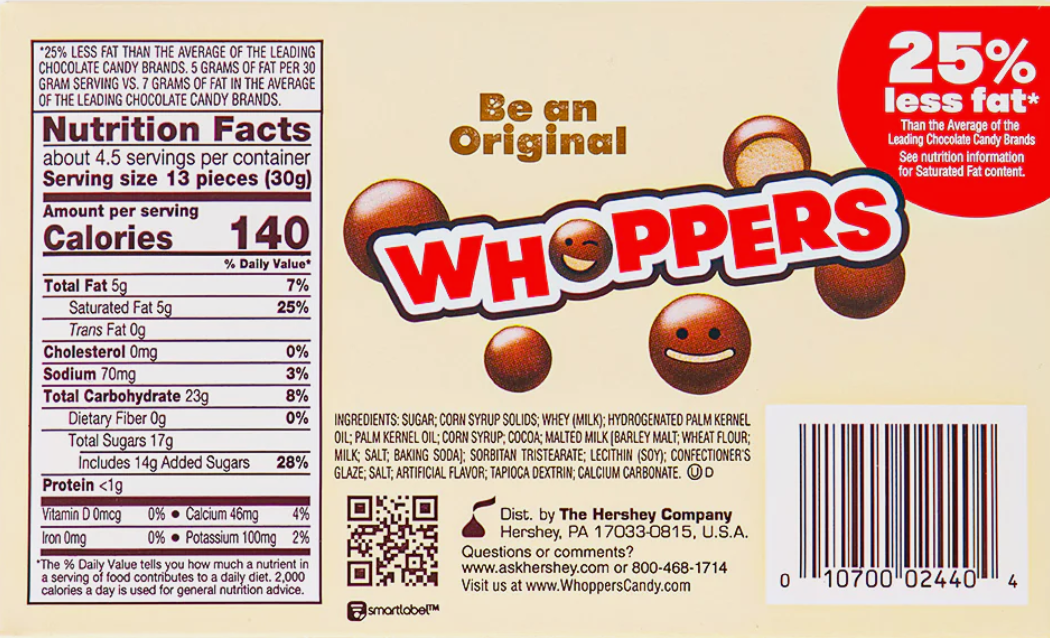 *25% LESS FAT THAN THE AVERAGE OF THE LEADING
CHOCOLATE CANDY BRANDS. 5 GRAMS OF FAT PER 30
GRAM SERVING VS. 7 GRAMS OF FAT IN THE AVERAGE
OF THE LEADING CHOCOLATE CANDY BRANDS.
Nutrition Facts
about 4.5 servings per container
Serving size 13 pieces (30g)
Amount per serving
Calories 140
% Daily Value*
Total Fat 5g 7%
Saturated Fat 5g 25%
Trans Fat 0g
Cholesterol 0mg 0%
Sodium 70mg 3%
Total Carbohydrate 23g 8%
Dietary Fiber 0g 0%
Total Sugars 17g
Includes 14g Added Sugars 28%
Protein <1g
Vitamin D 0mcg 0% • Calcium 46mg 4%
Iron 0mg 0% • Potassium 100mg 2%
*The % Daily Value tells you how much a nutrient in
a serving of food contributes to a daily diet. 2,000
calories a day is used for general nutrition advice.
Be an
Original
WHOPPERS
25%
less fat*
Than the Average of the
Leading Chocolate Candy Brands
See nutrition information
for Saturated Fat content.
INGREDIENTS: SUGAR; CORN SYRUP SOLIDS; WHEY (MILK); HYDROGENATED PALM KERNEL
OIL; PALM KERNEL OIL; CORN SYRUP; COCOA; MALTED MILK [BARLEY MALT; WHEAT FLOUR;
MILK; SALT; BAKING SODA]; SORBITAN TRISTEARATE; LECITHIN (SOY); CONFECTIONER'S
GLAZE; SALT; ARTIFICIAL FLAVOR; TAPIOCA DEXTRIN; CALCIUM CARBONATE. Ⓤ D
smartlabel™
Dist. by The Hershey Company
Hershey, PA 17033-0815, U.S.A.
Questions or comments?
www.askhershey.com or 800-468-1714
Visit us at www.WhoppersCandy.com
0 10700 02440 4